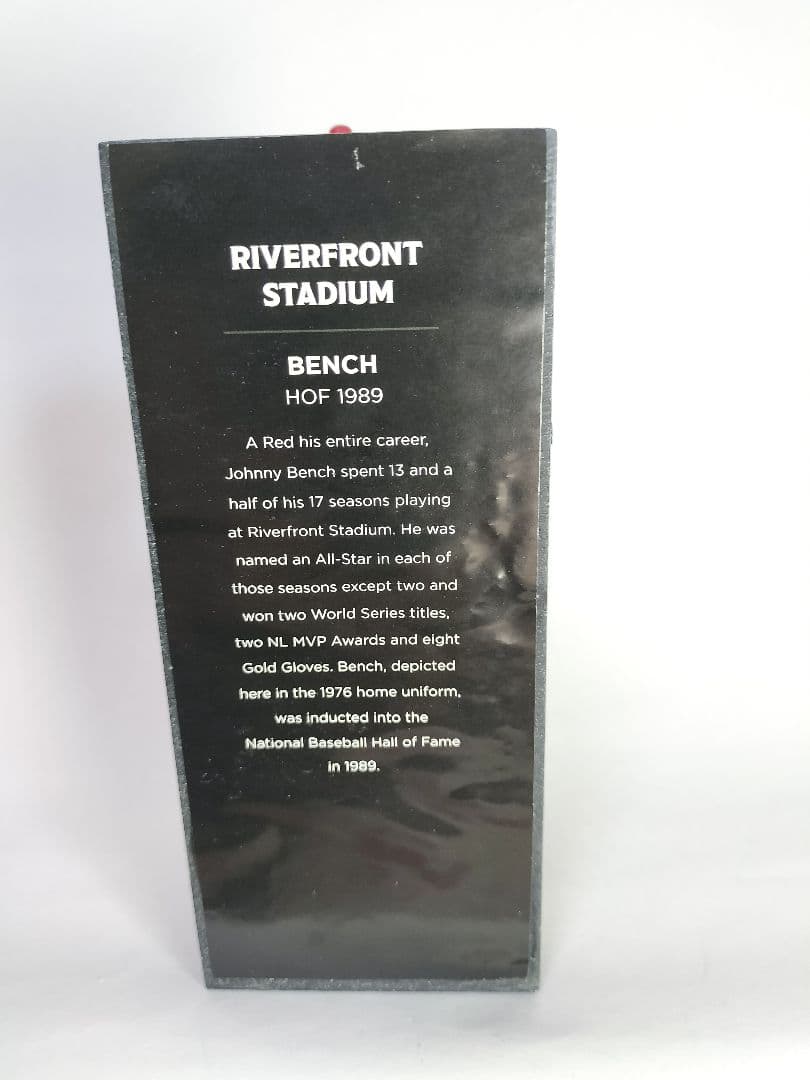 RIVERFRONT
STADIUM
BENCH
HOF 1989
A Red his entire career,
Johnny Bench spent 13 and a
half of his 17 seasons playing
at Riverfront Stadium. He was
named an All-Star in each of
those seasons except two and
won two World Series titles,
two NL MVP Awards and eight
Gold Gloves. Bench, depicted
here in the 1976 home uniform,
was inducted into the
National Baseball Hall of Fame
in 1989.